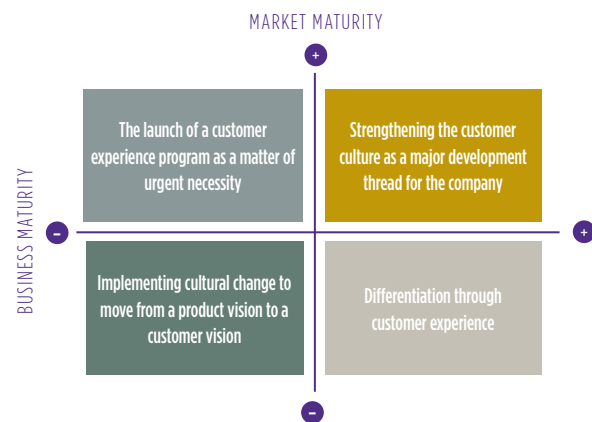 MARKET MATURITY
+
The launch of a customer
experience program as a matter of
urgent necessity
Strengthening the customer
culture as a major development
thread for the company
BUSINESS MATURITY
–
+
Implementing cultural change to
move from a product vision to a
customer vision
Differentiation through
customer experience
–